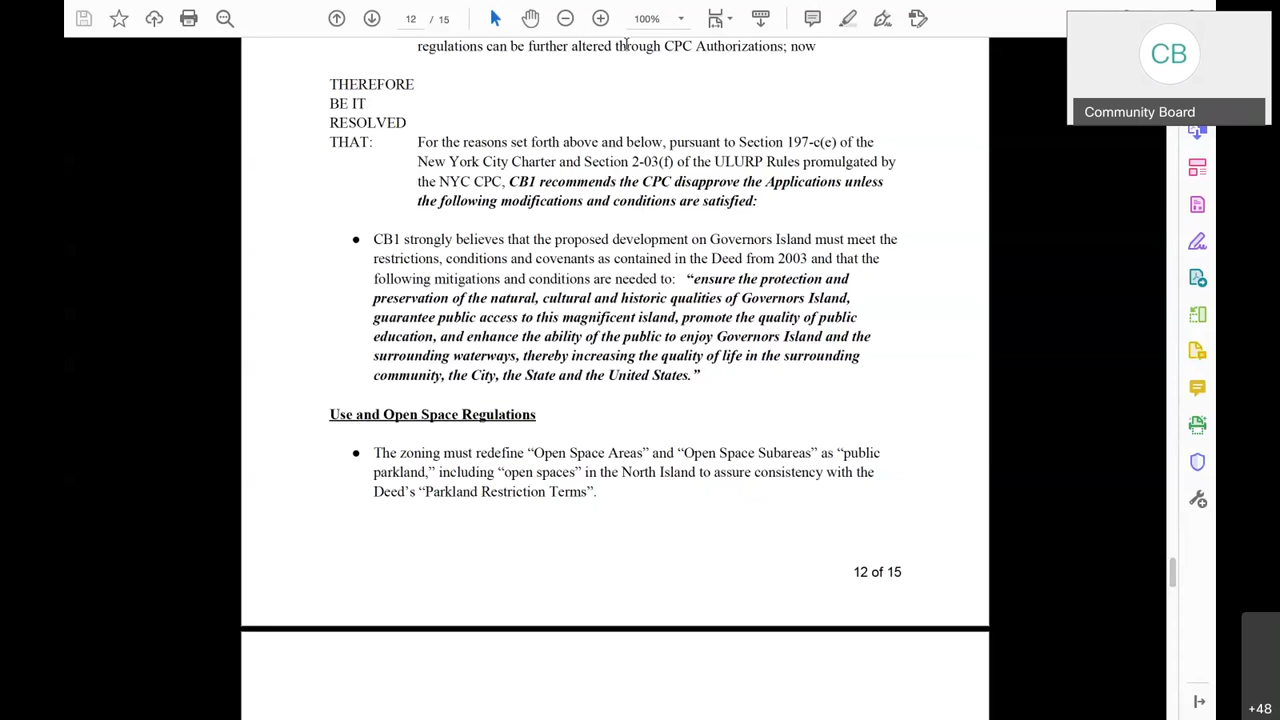 12 / 15
100%
regulations can be further altered through CPC Authorizations; now
THEREFORE
BE IT
RESOLVED
THAT: For the reasons set forth above and below, pursuant to Section 197-c(e) of the
New York City Charter and Section 2-03(f) of the ULURP Rules promulgated by
the NYC CPC, CB1 recommends the CPC disapprove the Applications unless
the following modifications and conditions are satisfied:
● CB1 strongly believes that the proposed development on Governors Island must meet the
restrictions, conditions and covenants as contained in the Deed from 2003 and that the
following mitigations and conditions are needed to: “ensure the protection and
preservation of the natural, cultural and historic qualities of Governors Island,
guarantee public access to this magnificent island, promote the quality of public
education, and enhance the ability of the public to enjoy Governors Island and the
surrounding waterways, thereby increasing the quality of life in the surrounding
community, the City, the State and the United States.”
Use and Open Space Regulations
● The zoning must redefine “Open Space Areas” and “Open Space Subareas” as “public
parkland,” including “open spaces” in the North Island to assure consistency with the
Deed’s “Parkland Restriction Terms”.
12 of 15
CB
Community Board
+48